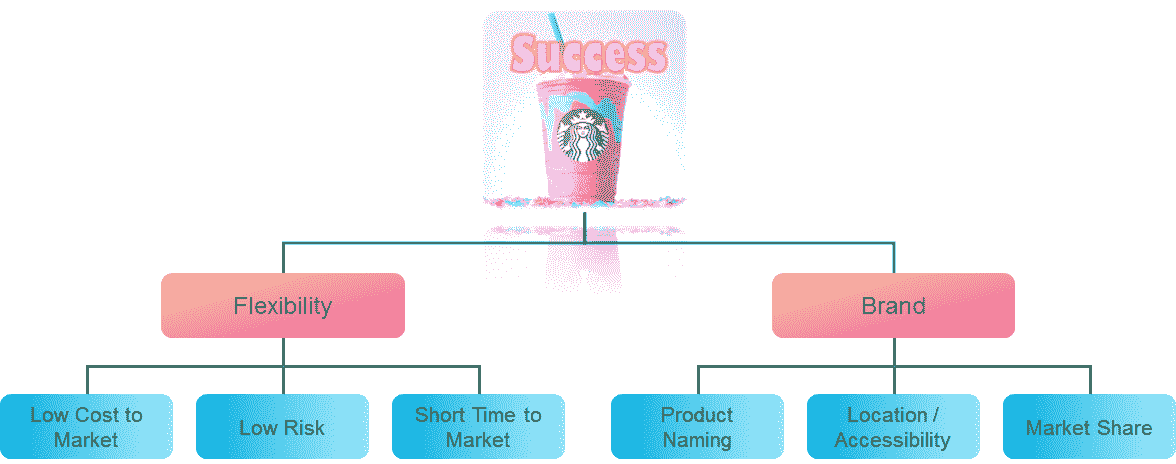 Success
Flexibility
Brand
Low Cost to
Market
Low Risk
Short Time to
Market
Product
Naming
Location /
Accessibility
Market Share